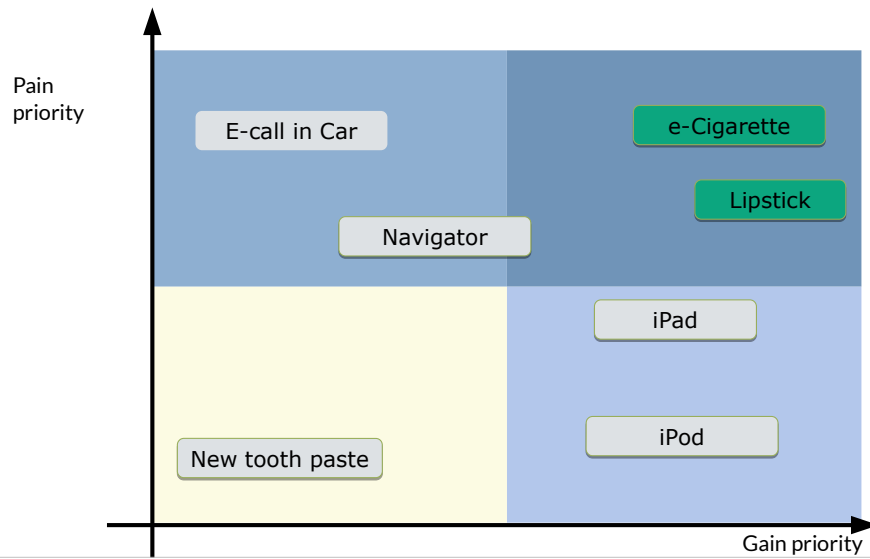 Pain
priority
E-call in Car
e-Cigarette
Lipstick
Navigator
iPad
iPod
New tooth paste
Gain priority